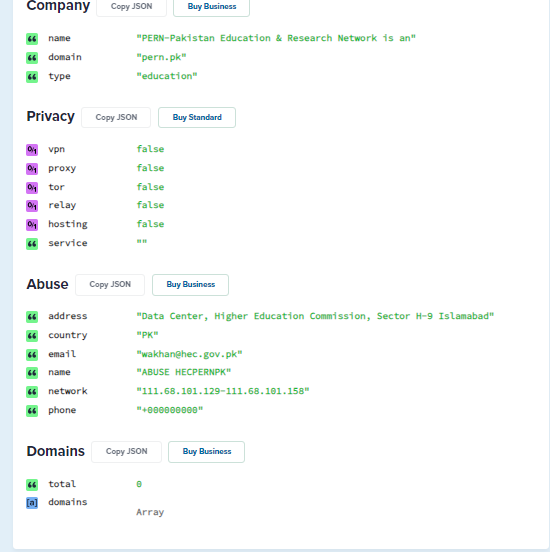 Company Copy JSON Buy Business
name "PERN-Pakistan Education & Research Network is an"
domain "pern.pk"
type "education"
Privacy Copy JSON Buy Standard
vpn false
proxy false
tor false
relay false
hosting false
service ""
Abuse Copy JSON Buy Business
address "Data Center, Higher Education Commission, Sector H-9 Islamabad"
country "PK"
email "wakhan@hec.gov.pk"
name "ABUSE HECPERNPK"
network "111.68.101.129-111.68.101.158"
phone "+000000000"
Domains Copy JSON Buy Business
total 0
[a] domains
Array